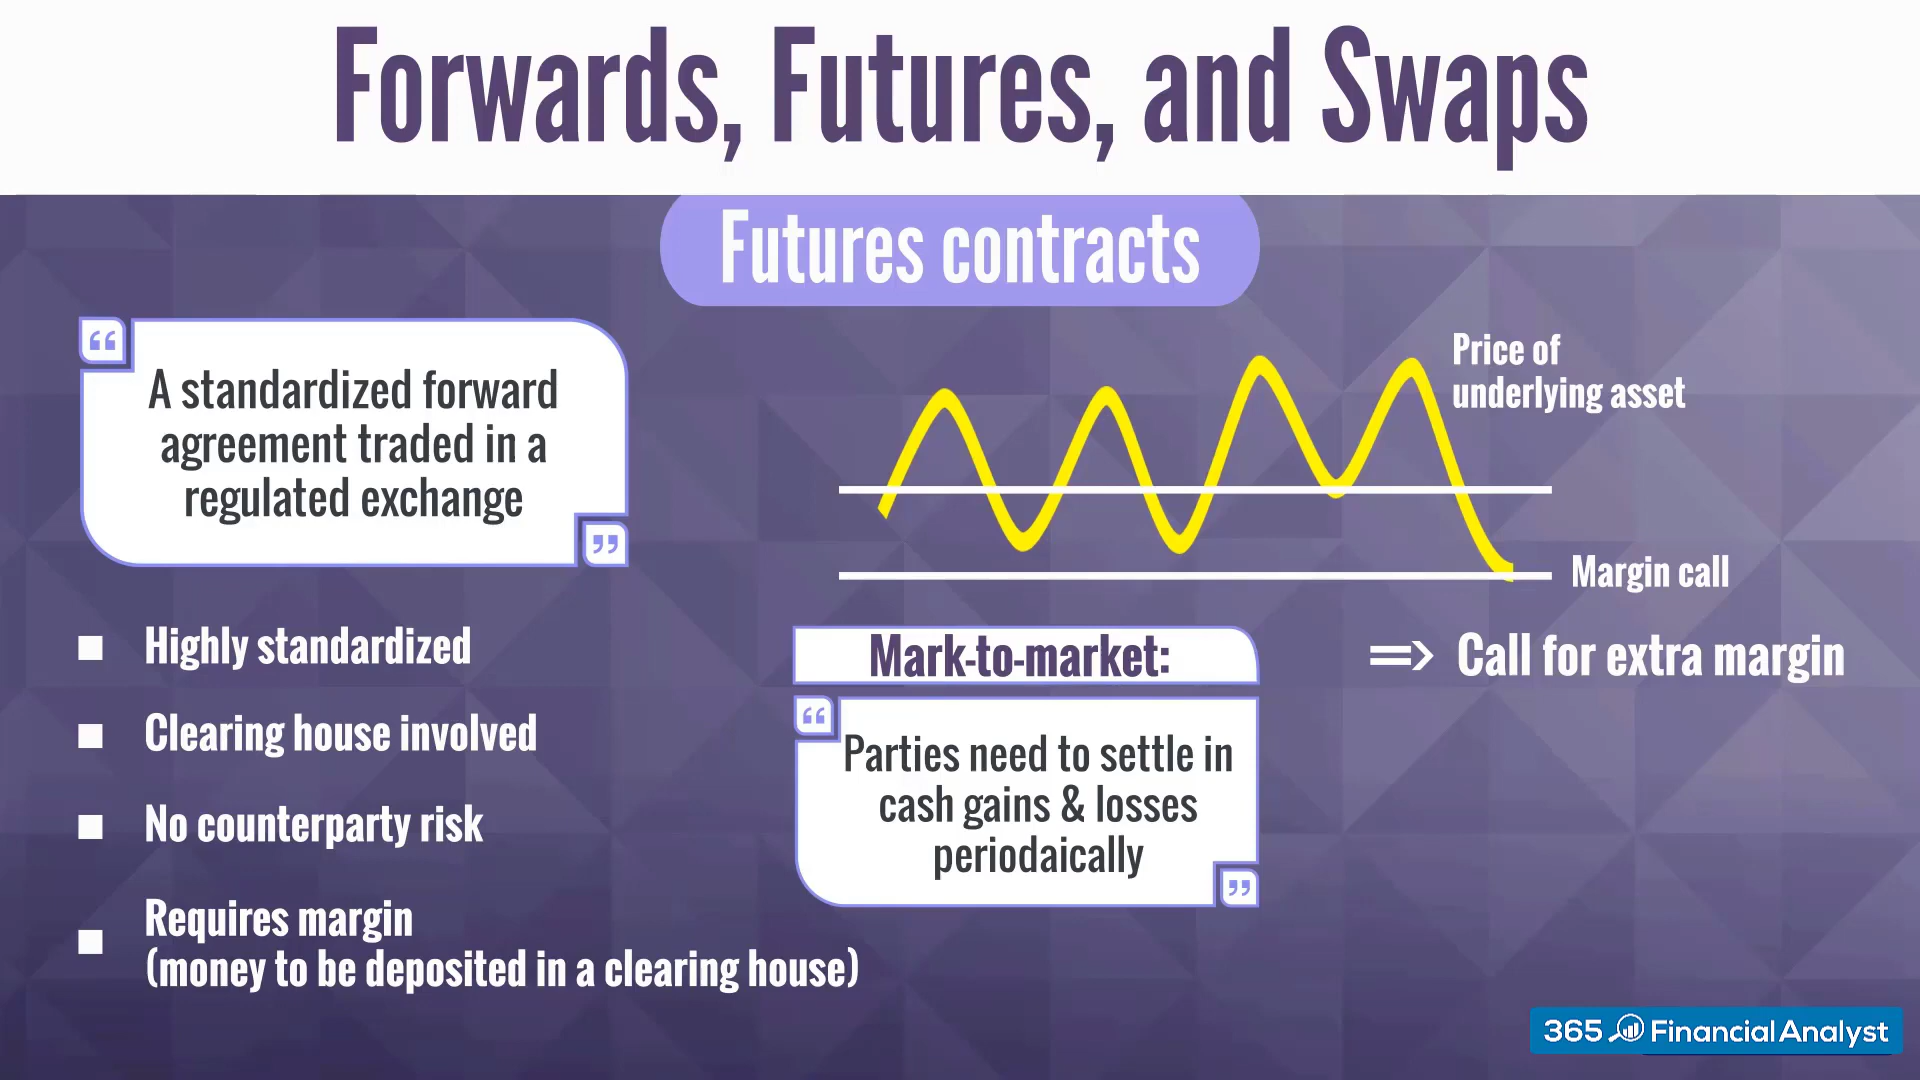 Forwards, Futures, and Swaps
Futures contracts
“
A standardized forward
agreement traded in a
regulated exchange
”
Price of
underlying asset
Margin call
Highly standardized
Clearing house involved
No counterparty risk
Requires margin
(money to be deposited in a clearing house)
Mark-to-market:
“
Parties need to settle in
cash gains & losses
periodaically
”
=> Call for extra margin
365 Financial Analyst